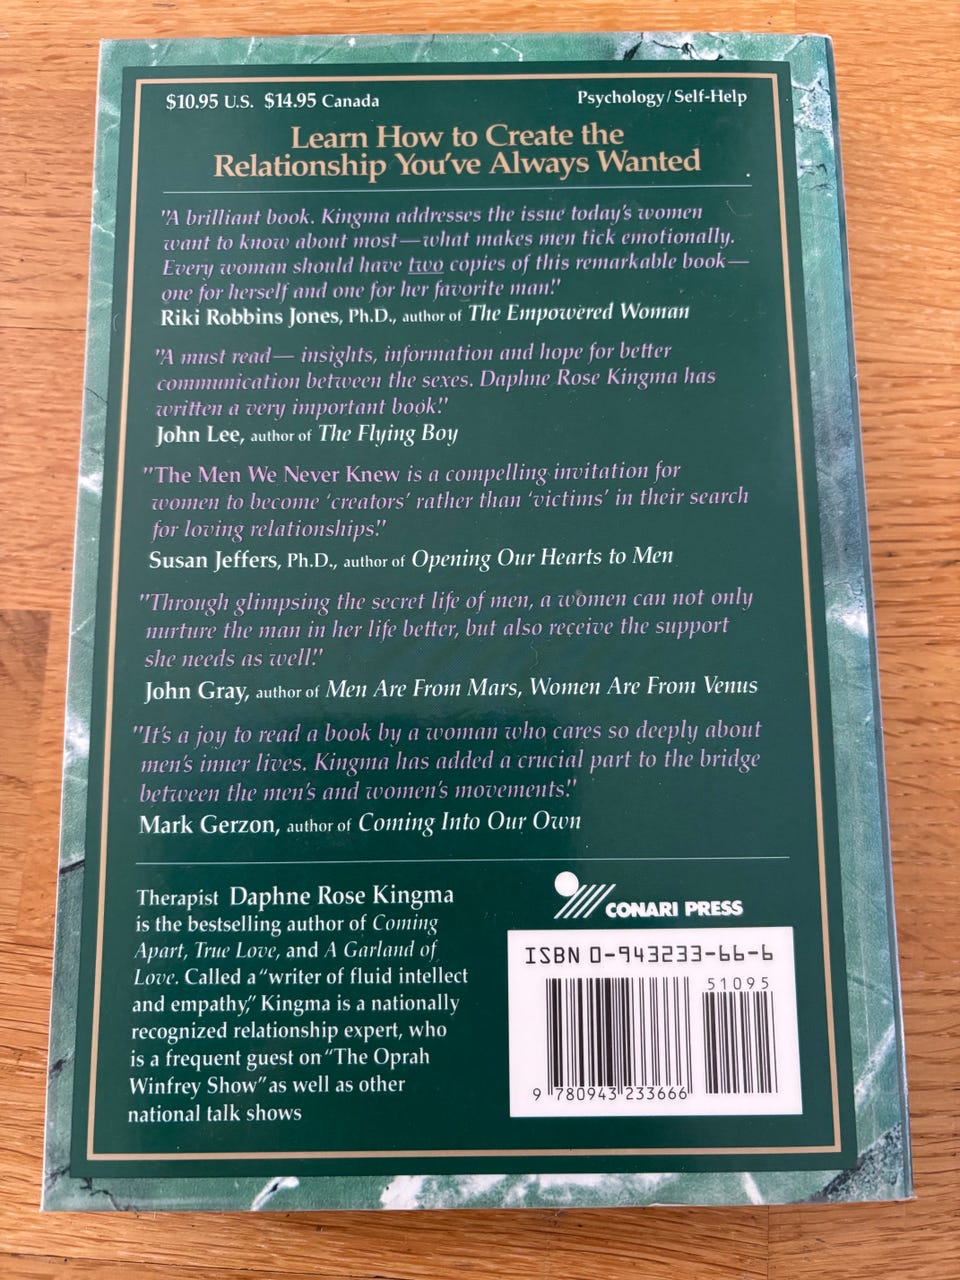 $10.95 U.S. $14.95 Canada
Psychology/Self-Help
Learn How to Create the
Relationship You've Always Wanted
"A brilliant book. Kingma addresses the issue today's women
want to know about most—what makes men tick emotionally.
Every woman should have two copies of this remarkable book—
one for herself and one for her favorite man."
Riki Robbins Jones, Ph.D., author of The Empowered Woman
"A must read— insights, information and hope for better
communication between the sexes. Daphne Rose Kingma has
written a very important book."
John Lee, author of The Flying Boy
"The Men We Never Knew is a compelling invitation for
women to become 'creators' rather than 'victims' in their search
for loving relationships."
Susan Jeffers, Ph.D., author of Opening Our Hearts to Men
"Through glimpsing the secret life of men, a women can not only
nurture the man in her life better, but also receive the support
she needs as well."
John Gray, author of Men Are From Mars, Women Are From Venus
"It's a joy to read a book by a woman who cares so deeply about
men's inner lives. Kingma has added a crucial part to the bridge
between the men's and women's movements."
Mark Gerzon, author of Coming Into Our Own
Therapist Daphne Rose Kingma
is the bestselling author of Coming
Apart, True Love, and A Garland of
Love. Called a "writer of fluid intellect
and empathy," Kingma is a nationally
recognized relationship expert, who
is a frequent guest on "The Oprah
Winfrey Show" as well as other
national talk shows
CONARI PRESS
ISBN 0-943233-66-6
51095
9 780943 233666